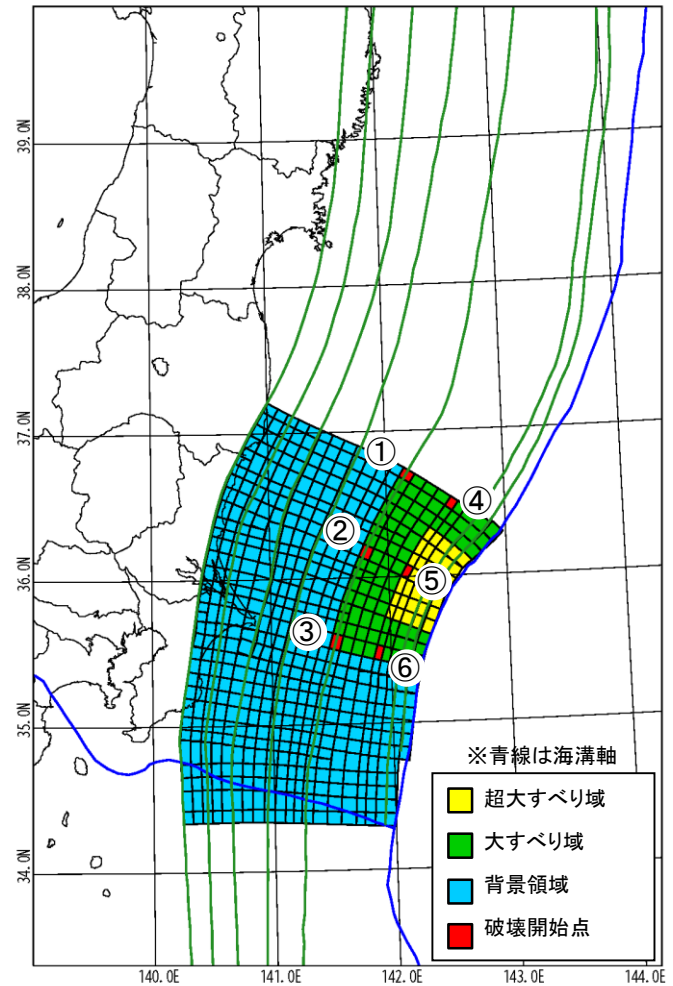 39.0N
38.0N
37.0N
36.0N
35.0N
34.0N
①
②
③
④
⑤
⑥
※青線は海溝軸
超大すべり域
大すべり域
背景領域
破壊開始点
140.0E
141.0E
142.0E
143.0E
144.0E